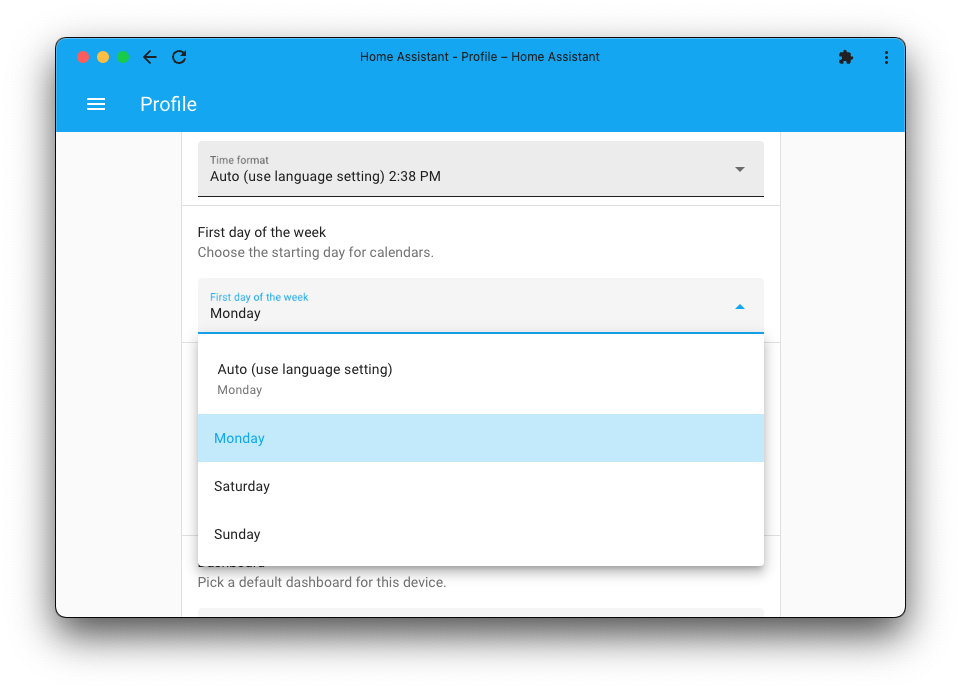 Home Assistant - Profile – Home Assistant
Profile
Time format
Auto (use language setting) 2:38 PM
First day of the week
Choose the starting day for calendars.
First day of the week
Monday
Auto (use language setting)
Monday
Monday
Saturday
Sunday
Pick a default dashboard for this device.